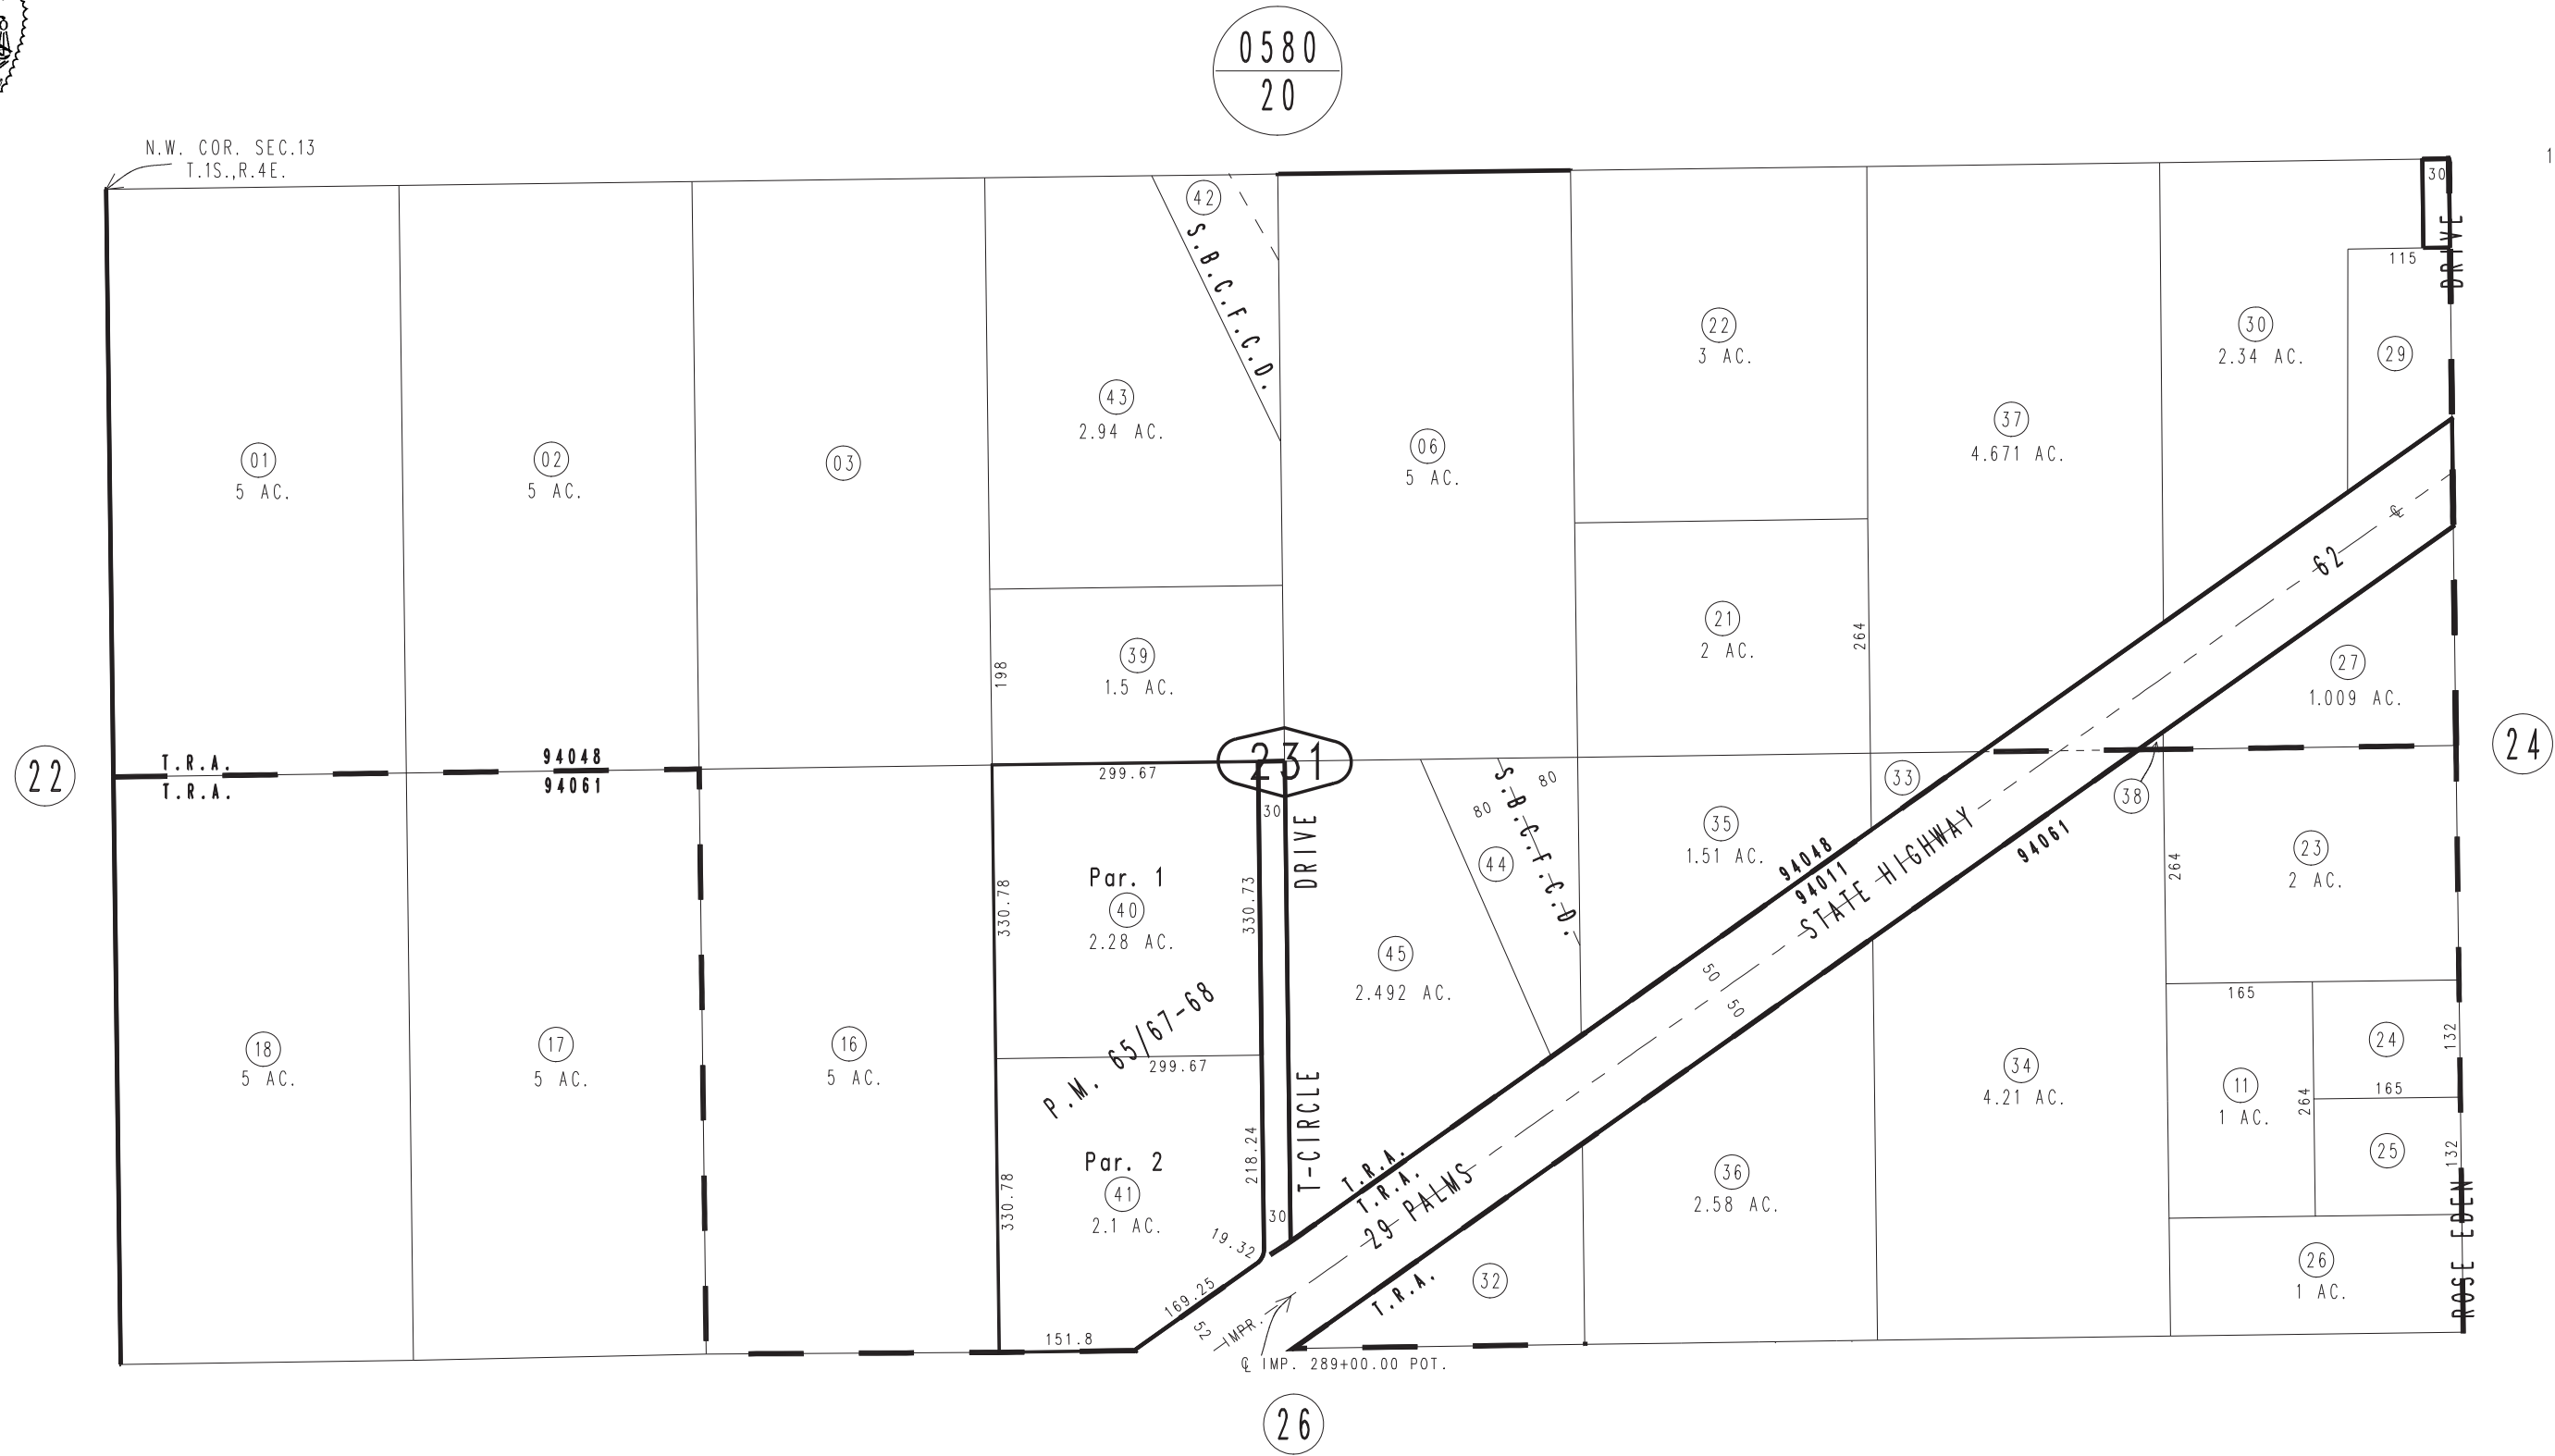 0580
20
N.W. COR. SEC.13
T.1S.,R.4E.
1
30
DRIVE
115
42
S.B.C.F.C.D.
22
3 AC.
30
2.34 AC.
29
43
2.94 AC.
06
5 AC.
37
4.671 AC.
01
5 AC.
02
5 AC.
03
℄
62
21
2 AC.
264
39
1.5 AC.
198
27
1.009 AC.
22
T.R.A.
T.R.A.
94048
94061
299.67
231
24
30
DRIVE
80
80
S.B.C.F.C.D.
44
33
38
35
1.51 AC.
94048
94011
STATE HIGHWAY
94061
264
23
2 AC.
Par. 1
40
2.28 AC.
330.78
330.73
45
2.492 AC.
50
50
165
P.M. 65/67-68
299.67
18
5 AC.
17
5 AC.
16
5 AC.
34
4.21 AC.
11
1 AC.
264
24
132
165
25
132
T-CIRCLE
218.24
Par. 2
41
2.1 AC.
330.78
T.R.A.
T.R.A.
29 PALMS
36
2.58 AC.
30
19.32
169.25
52
IMPR.
T.R.A.
32
26
1 AC.
ROSE EDEN
151.8
℄ IMP. 289+00.00 POT.
26